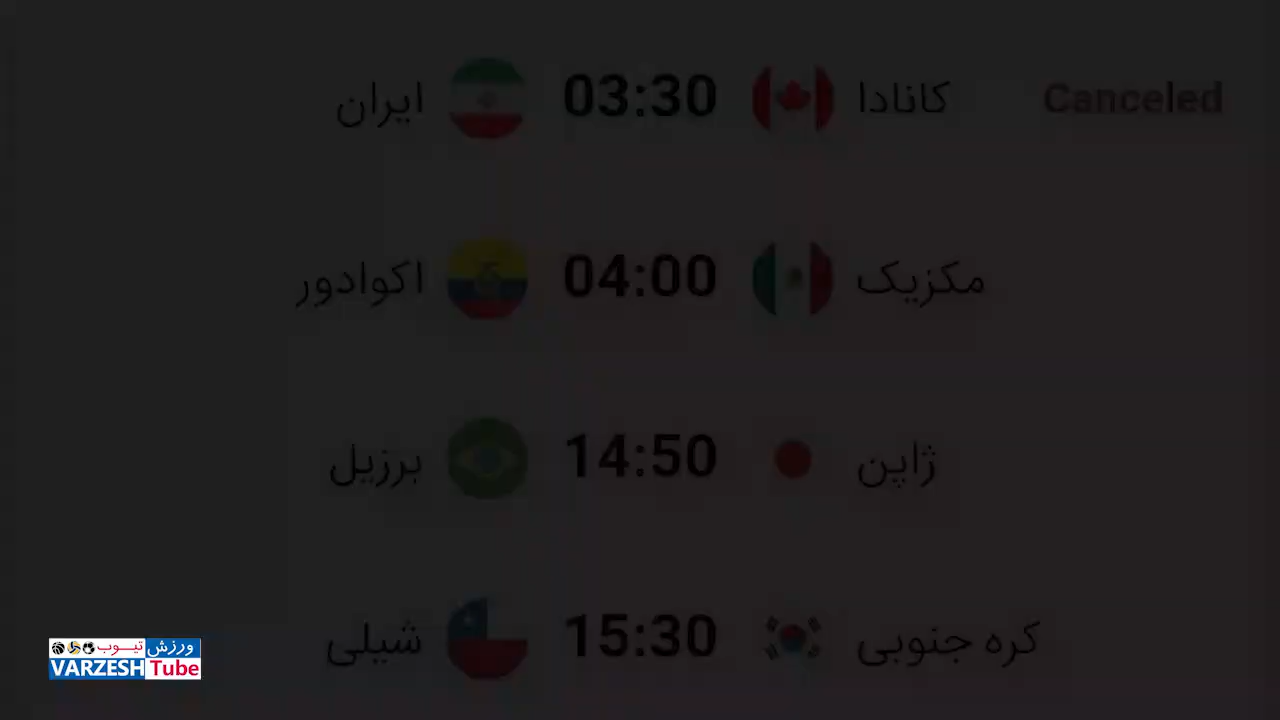 کانادا 03:30 ایران Canceled
مکزیک 04:00 اکوادور
ژاپن 14:50 برزیل
کره جنوبی 15:30 شیلی
ورزش تیوب
VARZESH Tube